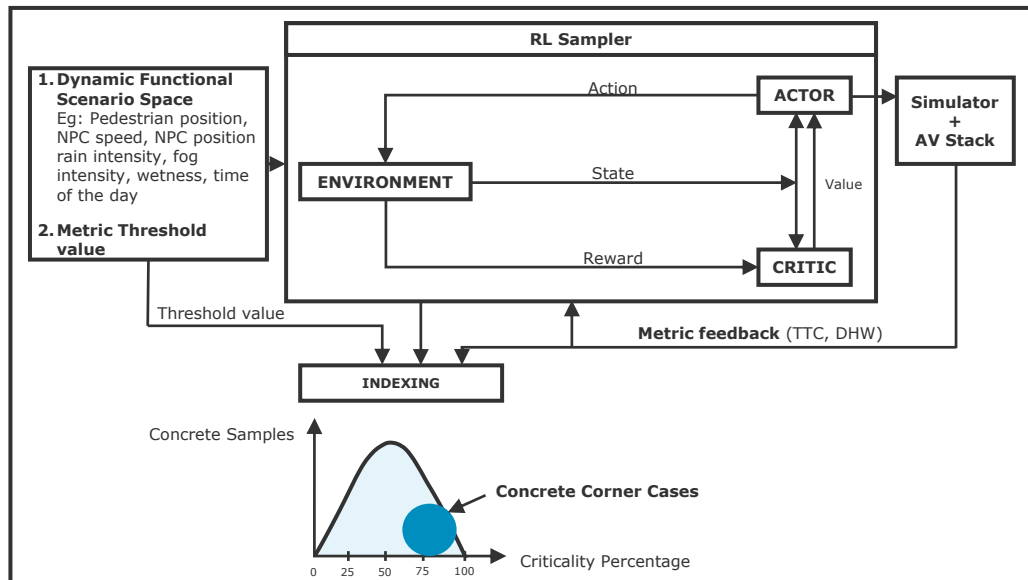 RL Sampler
1. Dynamic Functional
Scenario Space
Eg: Pedestrian position,
NPC speed, NPC position
rain intensity, fog
intensity, wetness, time
of the day
2. Metric Threshold
value
Action
ACTOR
Simulator
+
AV Stack
ENVIRONMENT
State
Value
Reward
CRITIC
Threshold value
Metric feedback (TTC, DHW)
INDEXING
Concrete Samples
Concrete Corner Cases
0 25 50 75 100
Criticality Percentage